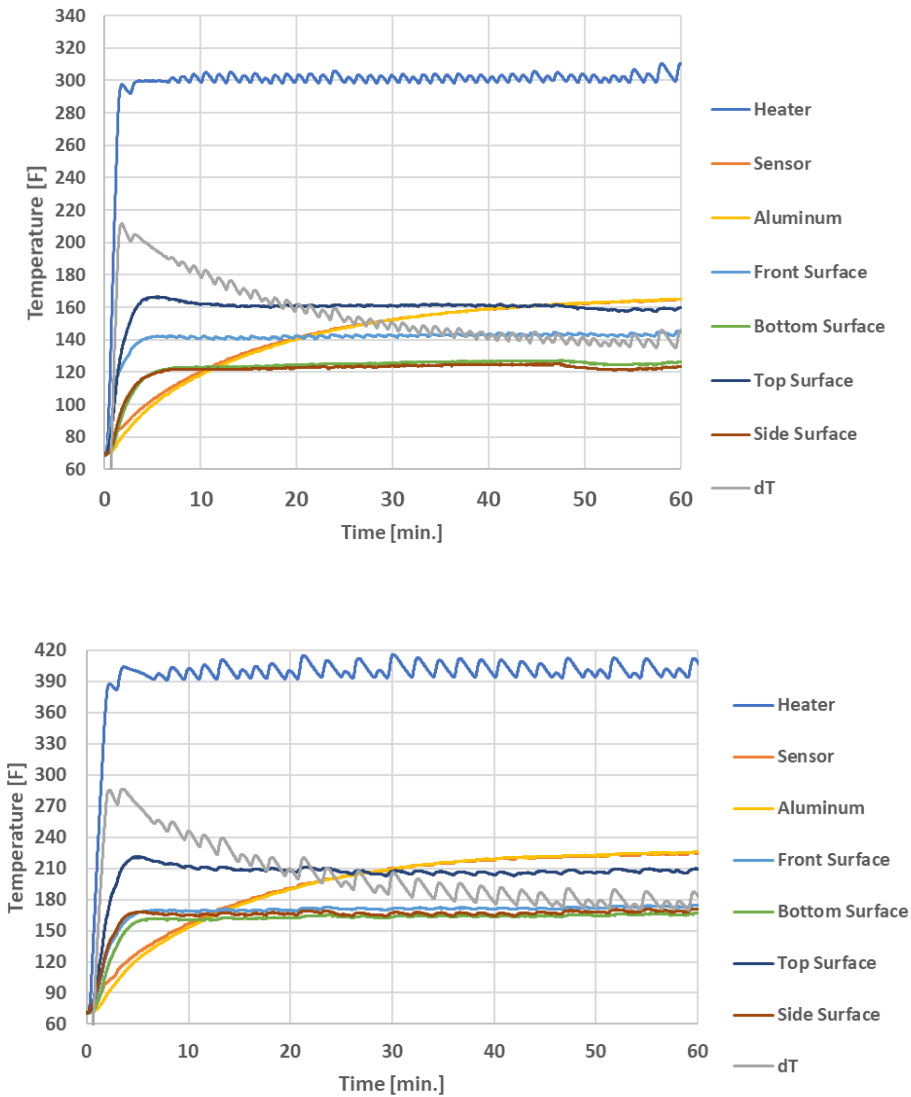 340
320
300
280
260
240
220
200
180
160
140
120
100
80
60
Temperature [F]
0 10 20 30 40 50 60
Time [min.]
Heater
Sensor
Aluminum
Front Surface
Bottom Surface
Top Surface
Side Surface
dT
420
390
360
330
300
270
240
210
180
150
120
90
60
Temperature [F]
0 10 20 30 40 50 60
Time [min.]
Heater
Sensor
Aluminum
Front Surface
Bottom Surface
Top Surface
Side Surface
dT